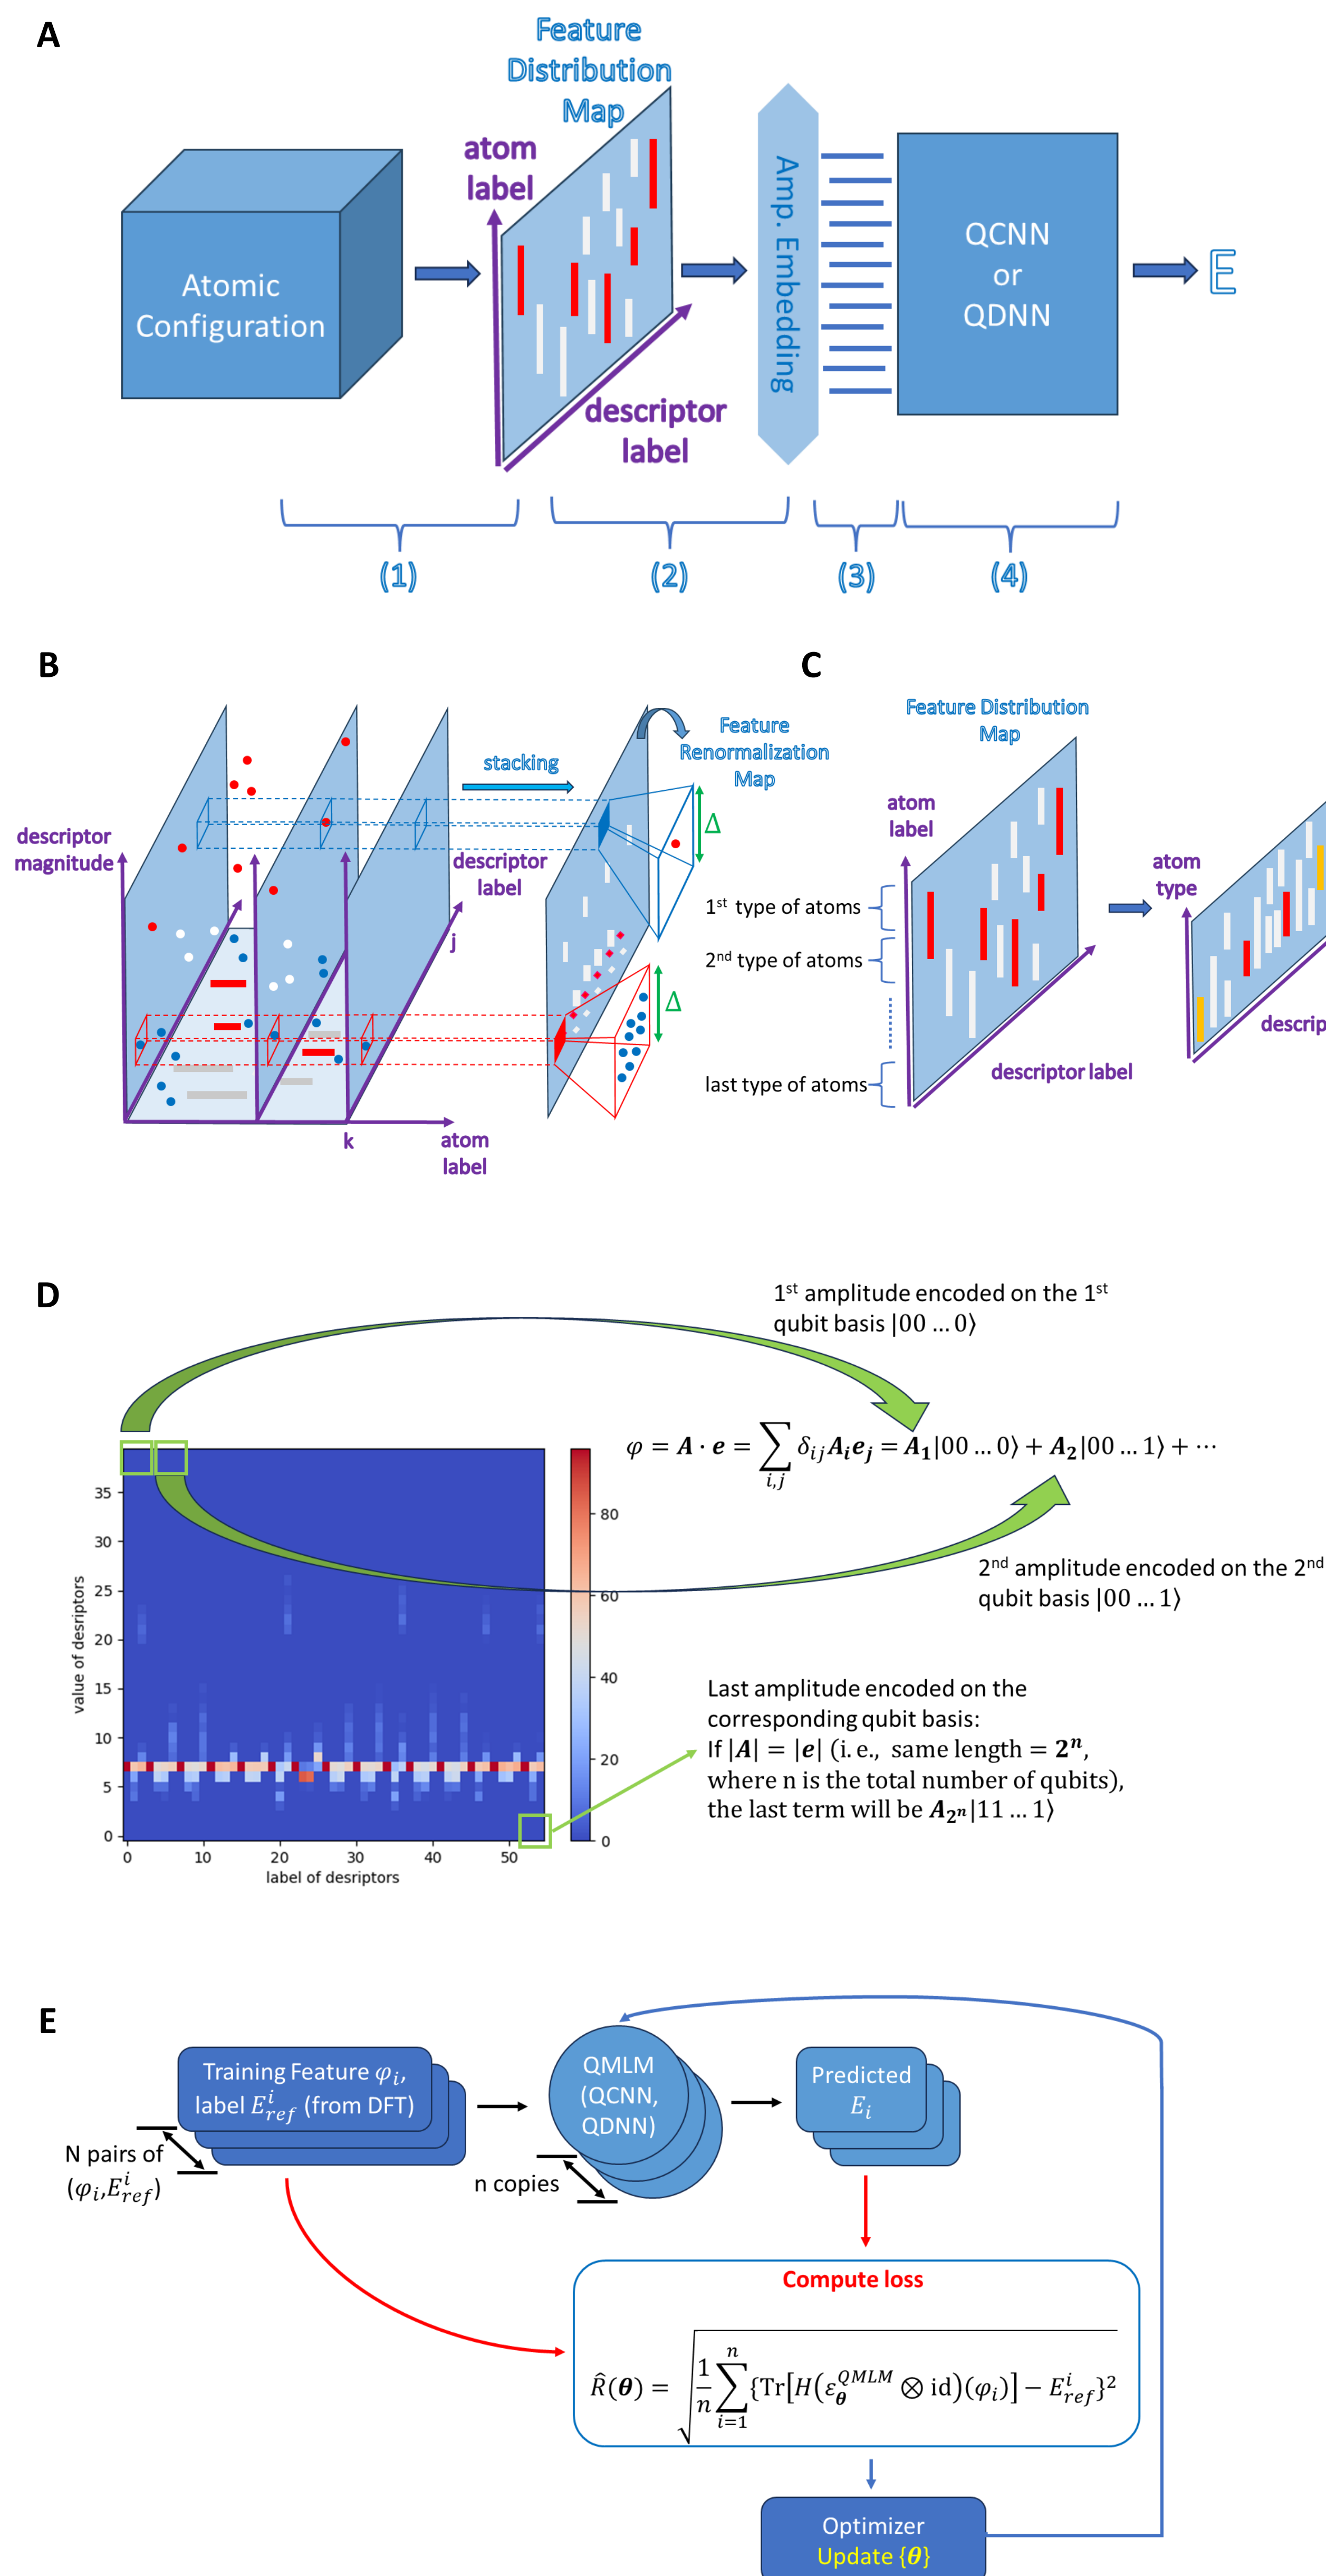 A
Feature
Distribution
Map
atom
label
Atomic
Configuration
descriptor
label
Amp. Embedding
QCNN
or
QDNN
E
(1)
(2)
(3)
(4)
B
descriptor
magnitude
stacking
Feature
Renormalization
Map
Δ
descriptor
label
j
Δ
k
atom
label
C
Feature Distribution
Map
atom
label
1st type of atoms
2nd type of atoms
last type of atoms
descriptor label
atom
type
descrip
D
1st amplitude encoded on the 1st
qubit basis |00 … 0⟩
φ = A · e = ∑i,j δij Ai ej = A1|00 … 0⟩ + A2|00 … 1⟩ + ⋯
2nd amplitude encoded on the 2nd
qubit basis |00 … 1⟩
Last amplitude encoded on the
corresponding qubit basis:
If |A| = |e| (i. e., same length = 2ⁿ,
where n is the total number of qubits),
the last term will be A2ⁿ|11 … 1⟩
value of desriptors
35
30
25
20
15
10
5
0
0 10 20 30 40 50
label of desriptors
80
60
40
20
0
E
Training Feature φi,
label E^i_ref (from DFT)
N pairs of
(φi,E^i_ref)
QMLM
(QCNN,
QDNN)
n copies
Predicted
Ei
Compute loss
R̂(θ) = √(1/n ∑_{i=1}^{n} {Tr[H(ε_θ^QMLM ⊗ id)(φi)] − E^i_ref}²)
Optimizer
Update {θ}